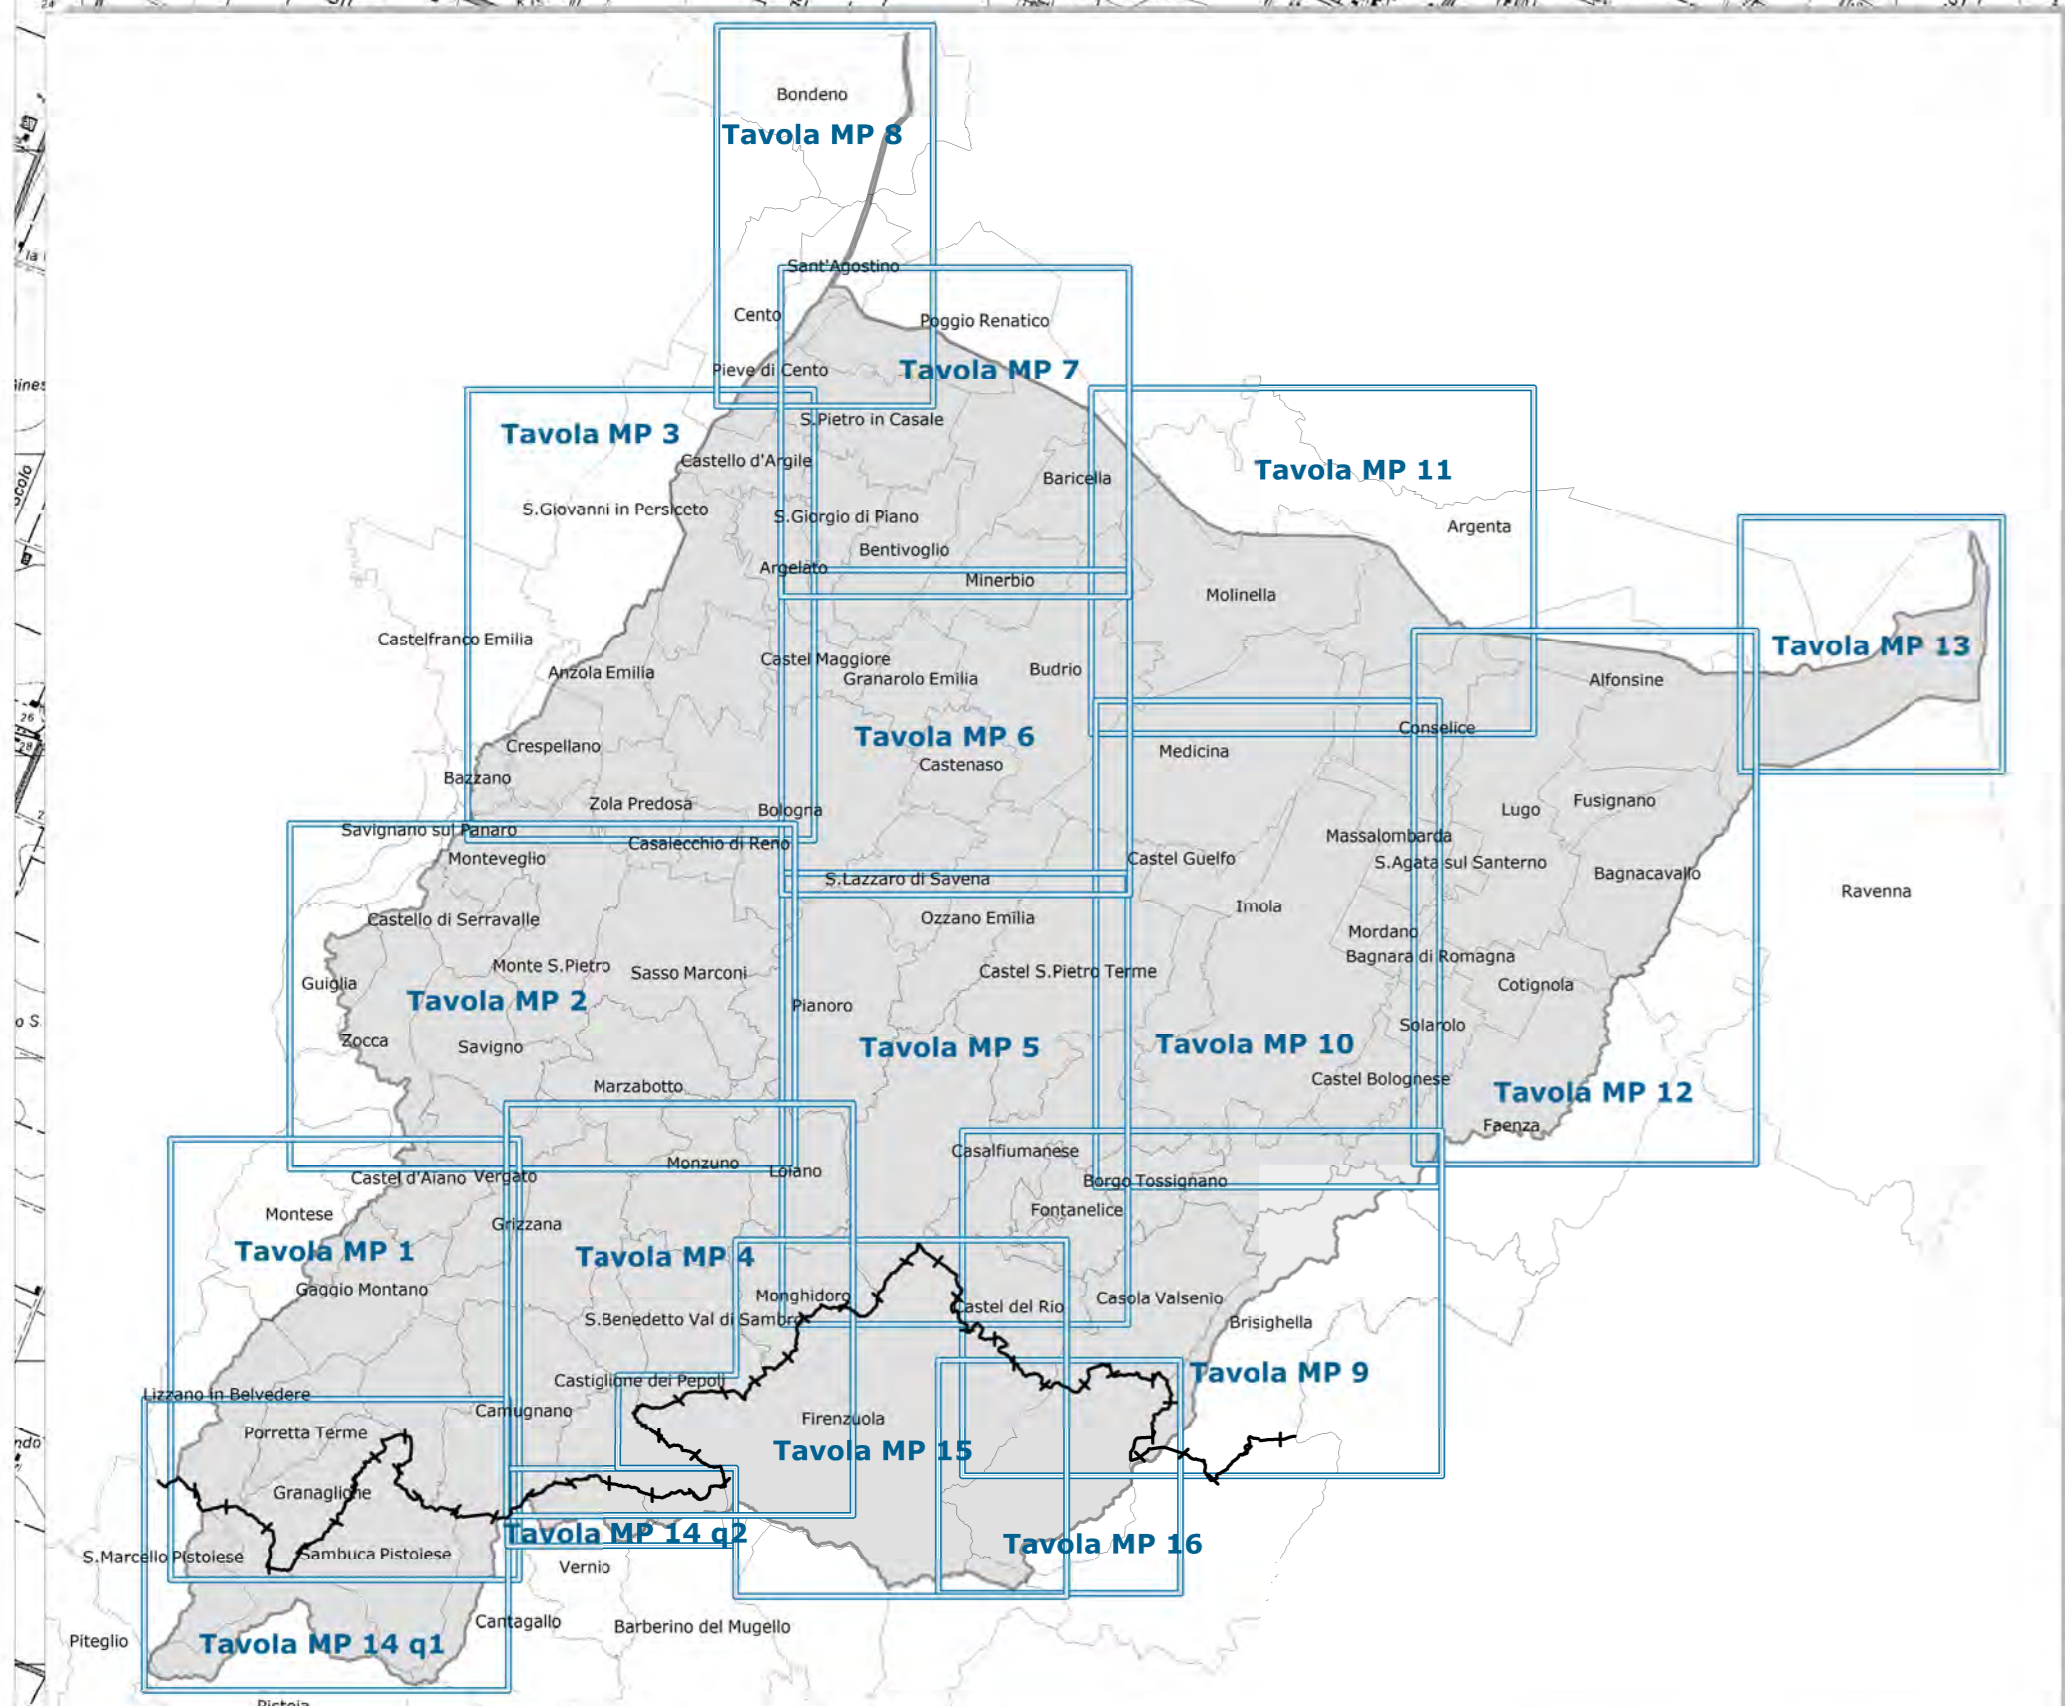 Bondeno
Tavola MP 8
Sant'Agostino
Cento
Poggio Renatico
Pieve di Cento
Tavola MP 7
S.Pietro in Casale
Tavola MP 3
Castello d'Argile
Tavola MP 11
Baricella
S.Giovanni in Persiceto
S.Giorgio di Piano
Argenta
Bentivoglio
Argelato
Minerbio
Molinella
Castelfranco Emilia
Tavola MP 13
Castel Maggiore
Anzola Emilia
Granarolo Emilia
Budrio
Alfonsine
Conselice
Tavola MP 6
Crespellano
Medicina
Castenaso
Bazzano
Zola Predosa
Bologna
Lugo
Fusignano
Savignano sul Panaro
Massalombarda
Casalecchio di Reno
Monteveglio
Castel Guelfo
S.Agata sul Santerno
Bagnacavallo
S.Lazzaro di Savena
Ravenna
Imola
Castello di Serravalle
Ozzano Emilia
Mordano
Bagnara di Romagna
Monte S.Pietro
Sasso Marconi
Castel S.Pietro Terme
Guiglia
Cotignola
Tavola MP 2
Pianoro
Solarolo
Zocca
Savigno
Tavola MP 5
Tavola MP 10
Castel Bolognese
Marzabotto
Tavola MP 12
Faenza
Casalfiumanese
Monzuno
Loiano
Castel d'Aiano
Vergato
Borgo Tossignano
Montese
Fontanelice
Grizzana
Tavola MP 1
Tavola MP 4
Gaggio Montano
Monghidoro
Casola Valsenio
Castel del Rio
S.Benedetto Val di Sambro
Brisighella
Tavola MP 9
Castiglione dei Pepoli
Lizzano in Belvedere
Camugnano
Firenzuola
Porretta Terme
Tavola MP 15
Granaglione
Tavola MP 14 q2
Tavola MP 16
S.Marcello Pistoiese
Sambuca Pistoiese
Vernio
Cantagallo
Barberino del Mugello
Piteglio
Tavola MP 14 q1
24
la
26
28